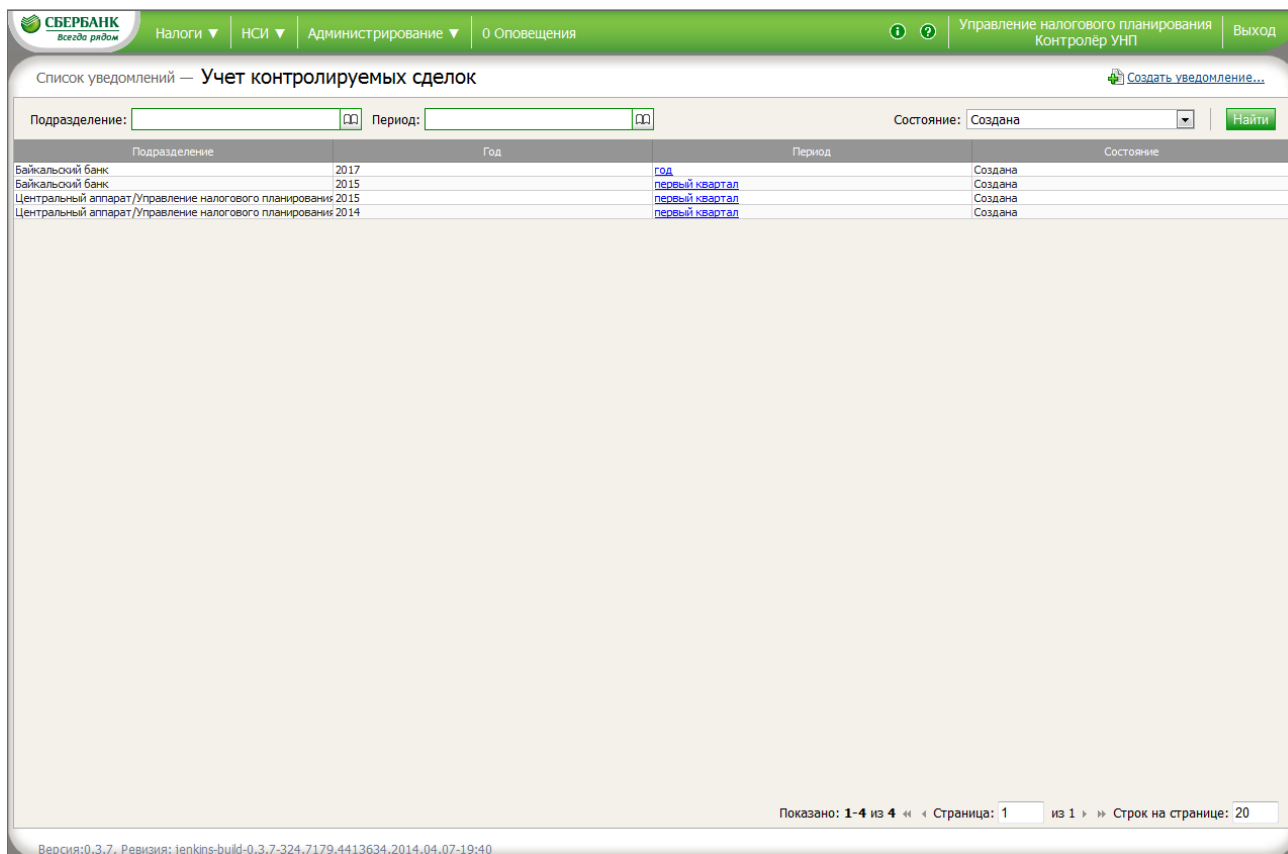 СБЕРБАНК
Всегда рядом
Налоги ▼ НСИ ▼ Администрирование ▼ 0 Оповещения
Управление налогового планирования
Контролёр УНП
Выход
Список уведомлений — Учет контролируемых сделок
Создать уведомление...
Подразделение: Период: Состояние: Создана Найти
Подразделение Год Период Состояние
Байкальский банк 2017 год Создана
Байкальский банк 2015 первый квартал Создана
Центральный аппарат/Управление налогового планирования 2015 первый квартал Создана
Центральный аппарат/Управление налогового планирования 2014 первый квартал Создана
Показано: 1-4 из 4 Страница: 1 из 1 Строк на странице: 20
Версия:0.3.7, Ревизия: jenkins-build-0.3.7-324.7179.4413634.2014.04.07-19:40